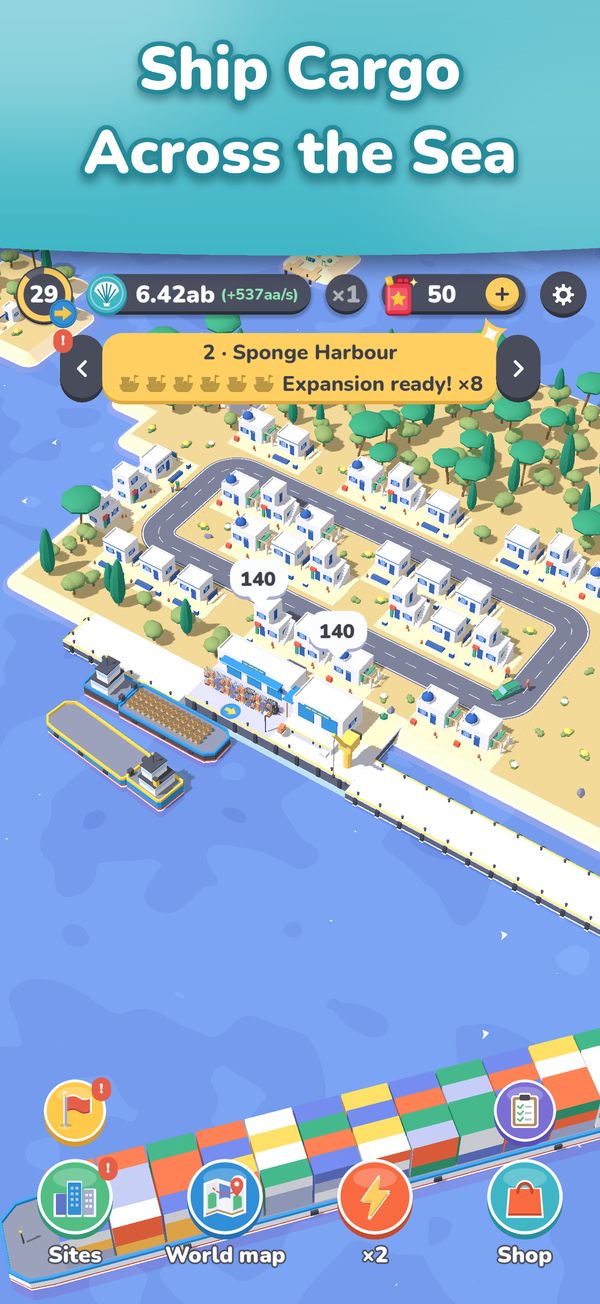 Ship Cargo
Across the Sea
29
6.42ab (+537aa/s)
×1
50
+
!
2 · Sponge Harbour
Expansion ready! ×8
140
140
!
!
Sites
World map
×2
Shop